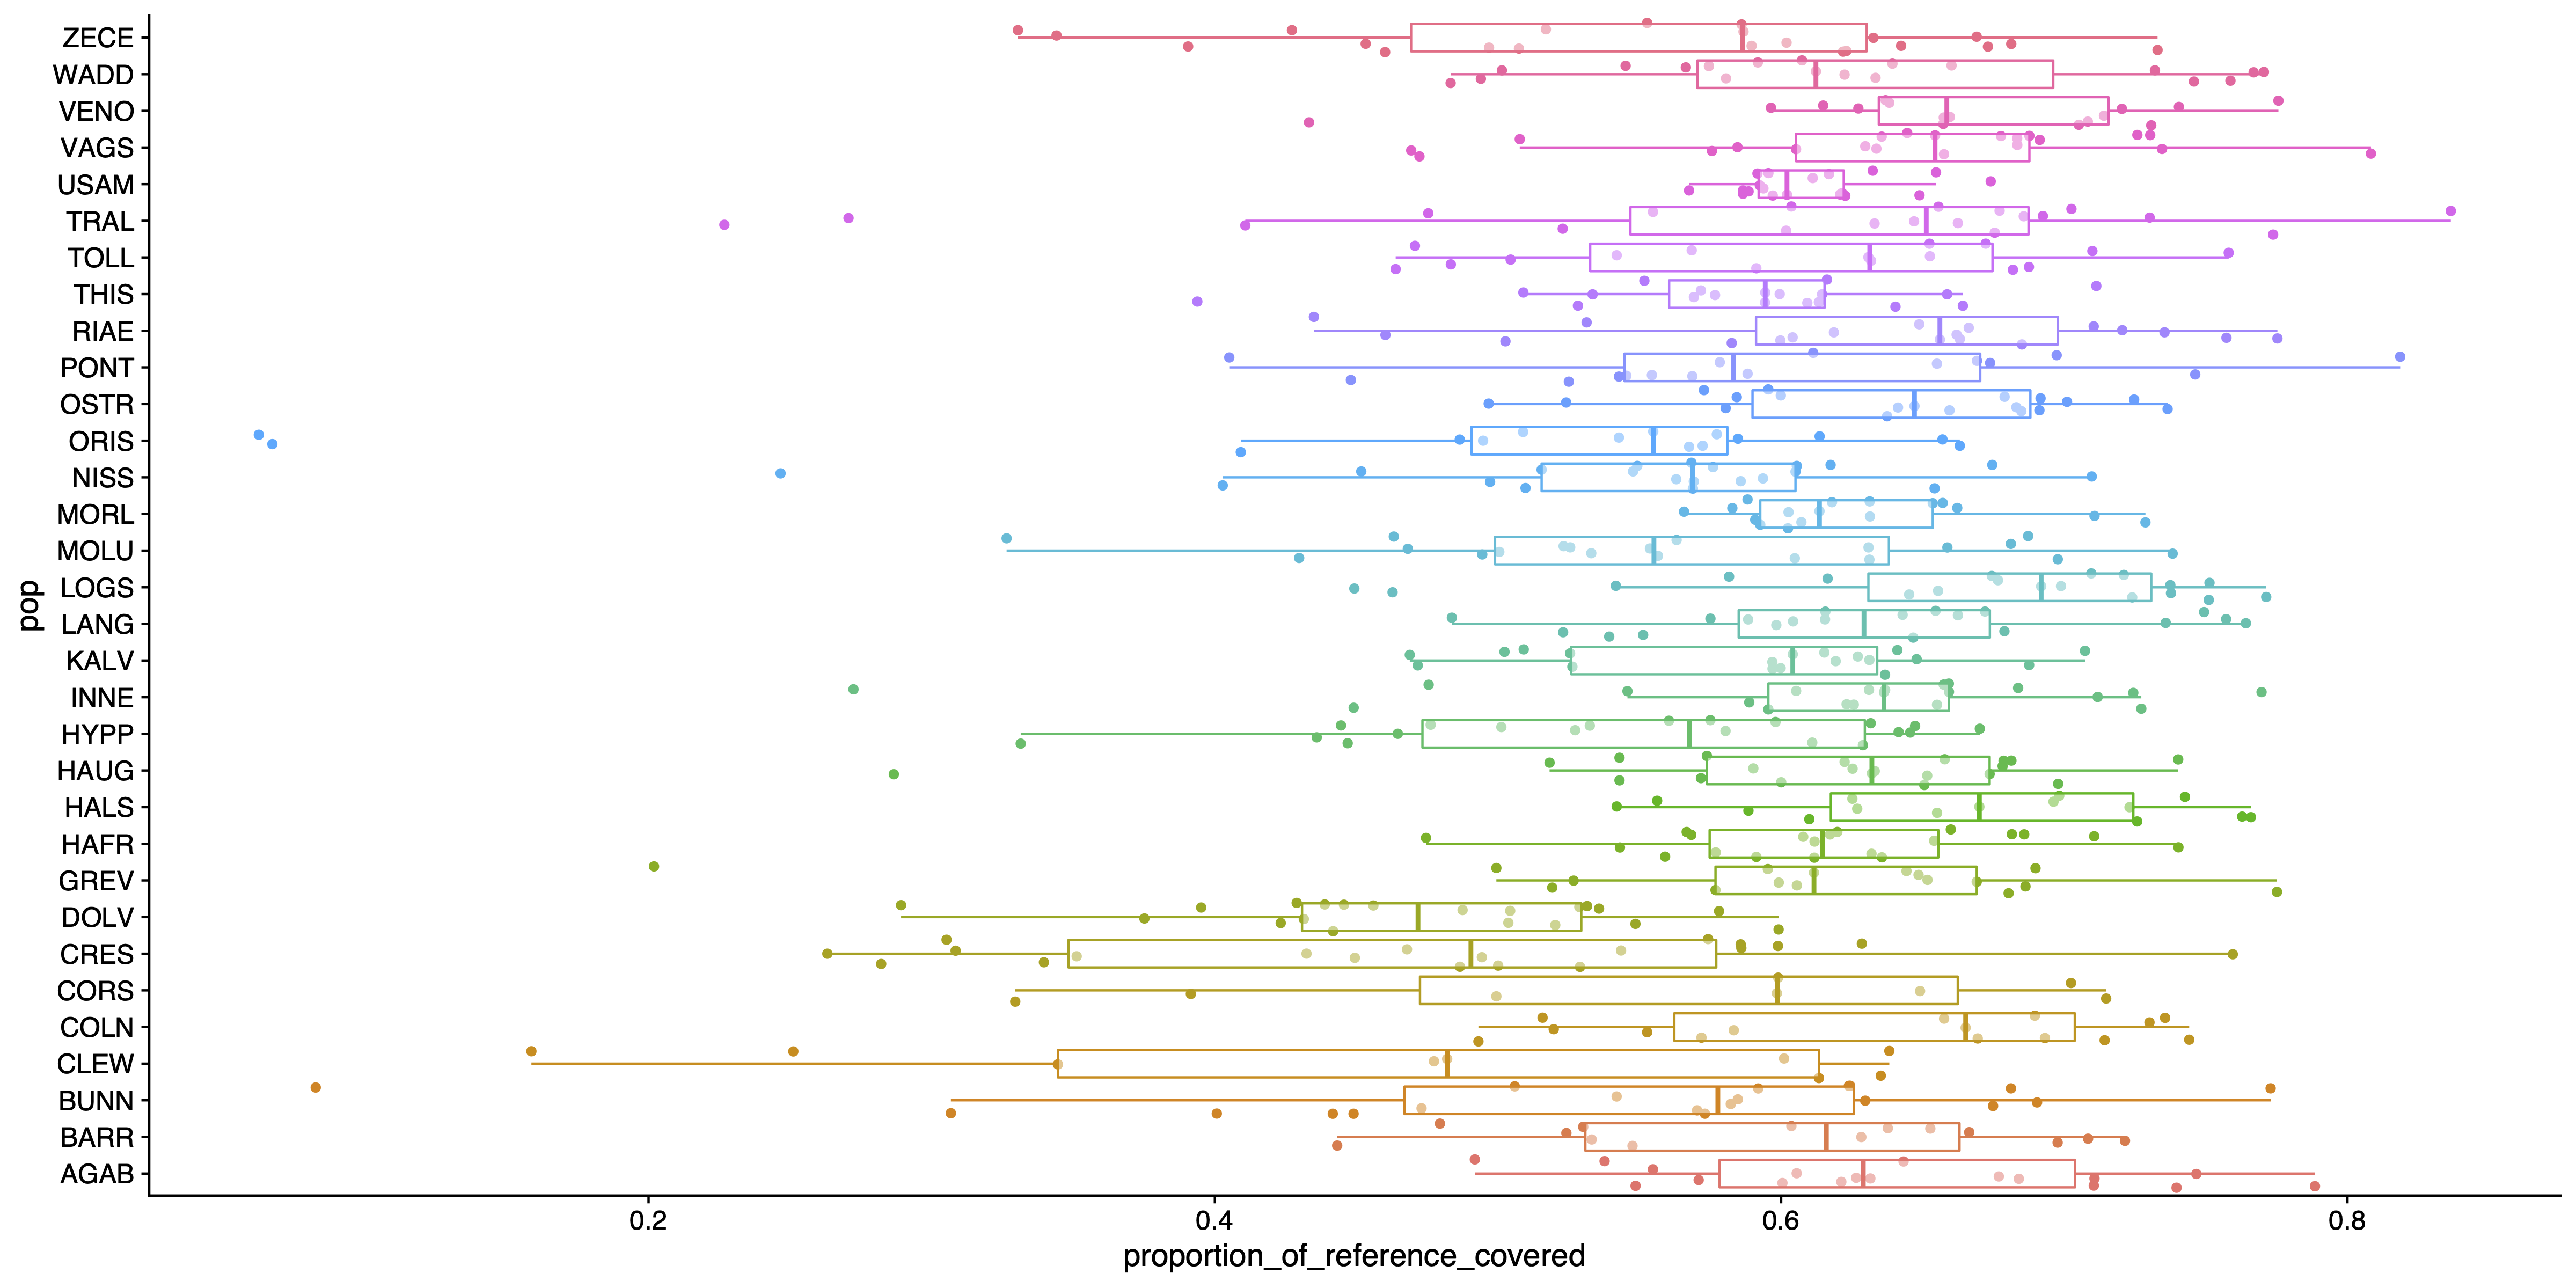 ZECE
WADD
VENO
VAGS
USAM
TRAL
TOLL
THIS
RIAE
PONT
OSTR
ORIS
NISS
MORL
MOLU
LOGS
LANG
KALV
INNE
HYPP
HAUG
HALS
HAFR
GREV
DOLV
CRES
CORS
COLN
CLEW
BUNN
BARR
AGAB
pop
0.2 0.4 0.6 0.8
proportion_of_reference_covered